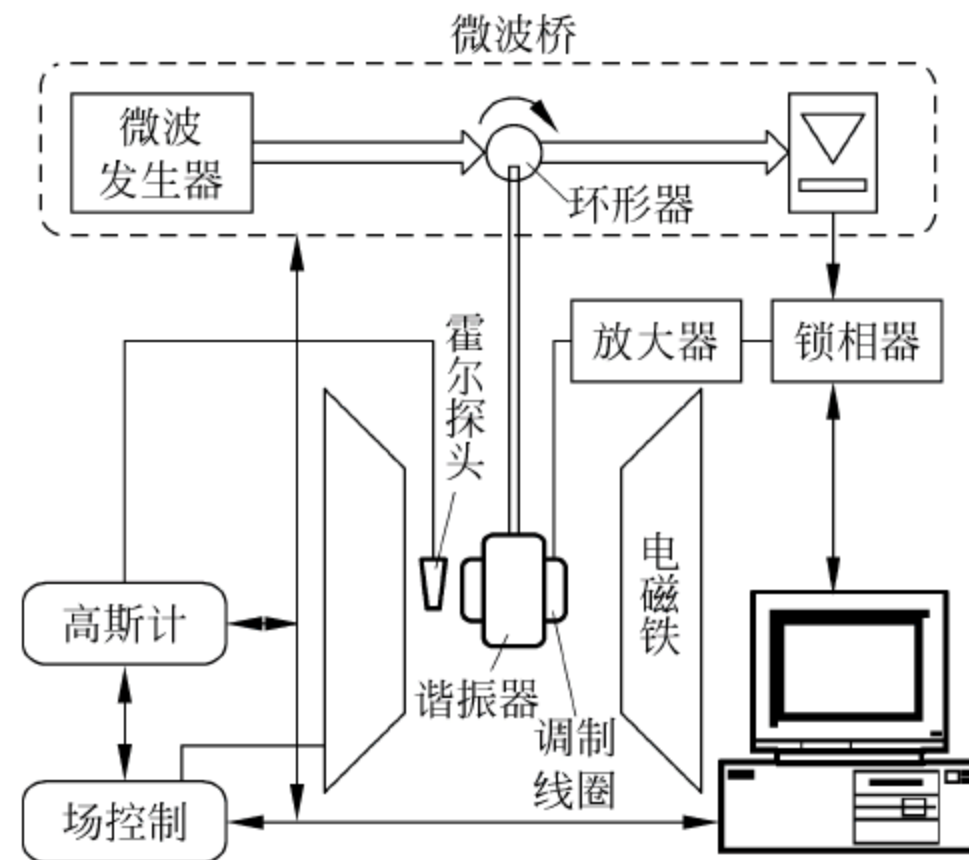 微波桥
微波
发生器
环形器
霍
尔
探
头
放大器
锁相器
电
磁
铁
高斯计
谐振器
调制
线圈
场控制